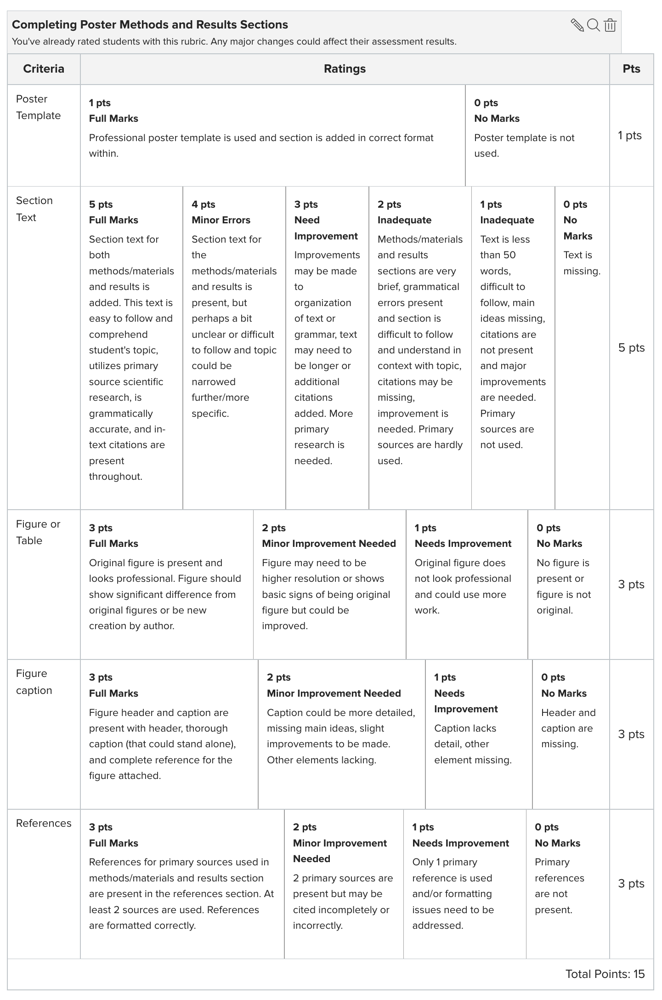 Completing Poster Methods and Results Sections
You've already rated students with this rubric. Any major changes could affect their assessment results.
Criteria
Ratings
Pts
Poster
Template
1 pts
Full Marks
Professional poster template is used and section is added in correct format
within.
0 pts
No Marks
Poster template is not
used.
1 pts
Section
Text
5 pts
Full Marks
Section text for
both
methods/materials
and results is
added. This text is
easy to follow and
comprehend
student's topic,
utilizes primary
source scientific
research, is
grammatically
accurate, and in-
text citations are
present
throughout.
4 pts
Minor Errors
Section text for
the
methods/materials
and results is
present, but
perhaps a bit
unclear or difficult
to follow and topic
could be
narrowed
further/more
specific.
3 pts
Need
Improvement
Improvements
may be made
to
organization
of text or
grammar, text
may need to
be longer or
additional
citations
added. More
primary
research is
needed.
2 pts
Inadequate
Methods/materials
and results
sections are very
brief, grammatical
errors present
and section is
difficult to follow
and understand in
context with topic,
citations may be
missing,
improvement is
needed. Primary
sources are hardly
used.
1 pts
Inadequate
Text is less
than 50
words,
difficult to
follow, main
ideas missing,
citations are
not present
and major
improvements
are needed.
Primary
sources are
not used.
0 pts
No
Marks
Text is
missing.
5 pts
Figure or
Table
3 pts
Full Marks
Original figure is present and
looks professional. Figure should
show significant difference from
original figures or be new
creation by author.
2 pts
Minor Improvement Needed
Figure may need to be
higher resolution or shows
basic signs of being original
figure but could be
improved.
1 pts
Needs Improvement
Original figure does
not look professional
and could use more
work.
0 pts
No Marks
No figure is
present or
figure is not
original.
3 pts
Figure
caption
3 pts
Full Marks
Figure header and caption are
present with header, thorough
caption (that could stand alone),
and complete reference for the
figure attached.
2 pts
Minor Improvement Needed
Caption could be more detailed,
missing main ideas, slight
improvements to be made.
Other elements lacking.
1 pts
Needs
Improvement
Caption lacks
detail, other
element missing.
0 pts
No Marks
Header and
caption are
missing.
3 pts
References
3 pts
Full Marks
References for primary sources used in
methods/materials and results section
are present in the references section. At
least 2 sources are used. References
are formatted correctly.
2 pts
Minor Improvement
Needed
2 primary sources are
present but may be
cited incompletely or
incorrectly.
1 pts
Needs Improvement
Only 1 primary
reference is used
and/or formatting
issues need to be
addressed.
0 pts
No Marks
Primary
references
are not
present.
3 pts
Total Points: 15